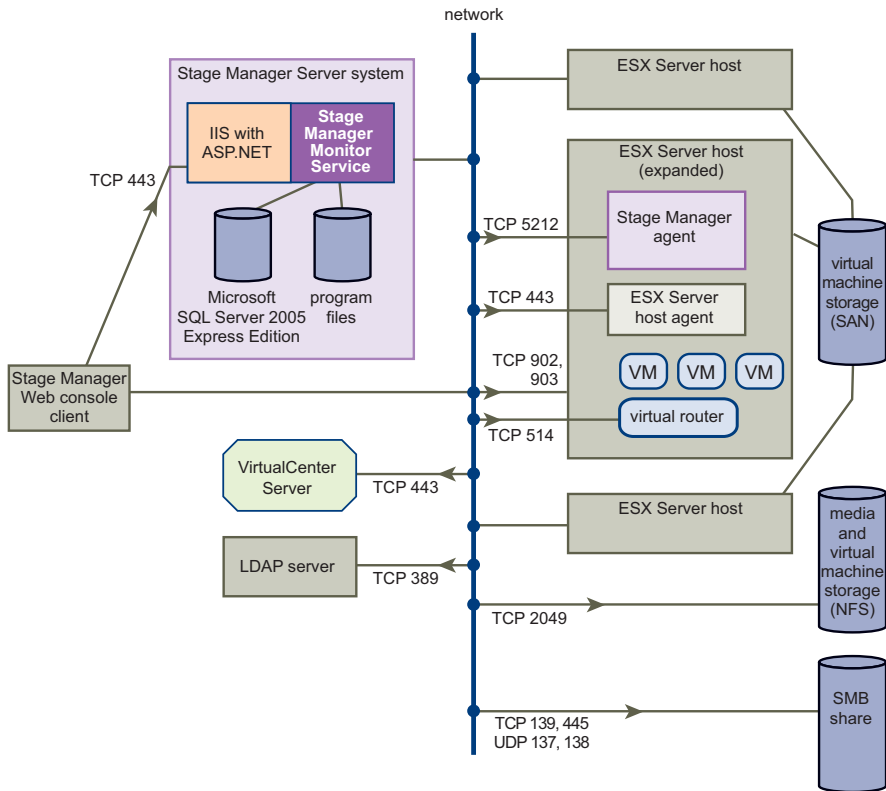 network
Stage Manager Server system
IIS with
ASP.NET
Stage
Manager
Monitor
Service
TCP 443
Microsoft
SQL Server 2005
Express Edition
program
files
Stage Manager
Web console
client
ESX Server host
ESX Server host
(expanded)
TCP 5212
Stage Manager
agent
TCP 443
ESX Server
host agent
TCP 902,
903
VM
VM
VM
TCP 514
virtual router
virtual
machine
storage
(SAN)
VirtualCenter
Server
TCP 443
ESX Server host
LDAP server
TCP 389
media
and
virtual
machine
storage
(NFS)
TCP 2049
SMB
share
TCP 139, 445
UDP 137, 138